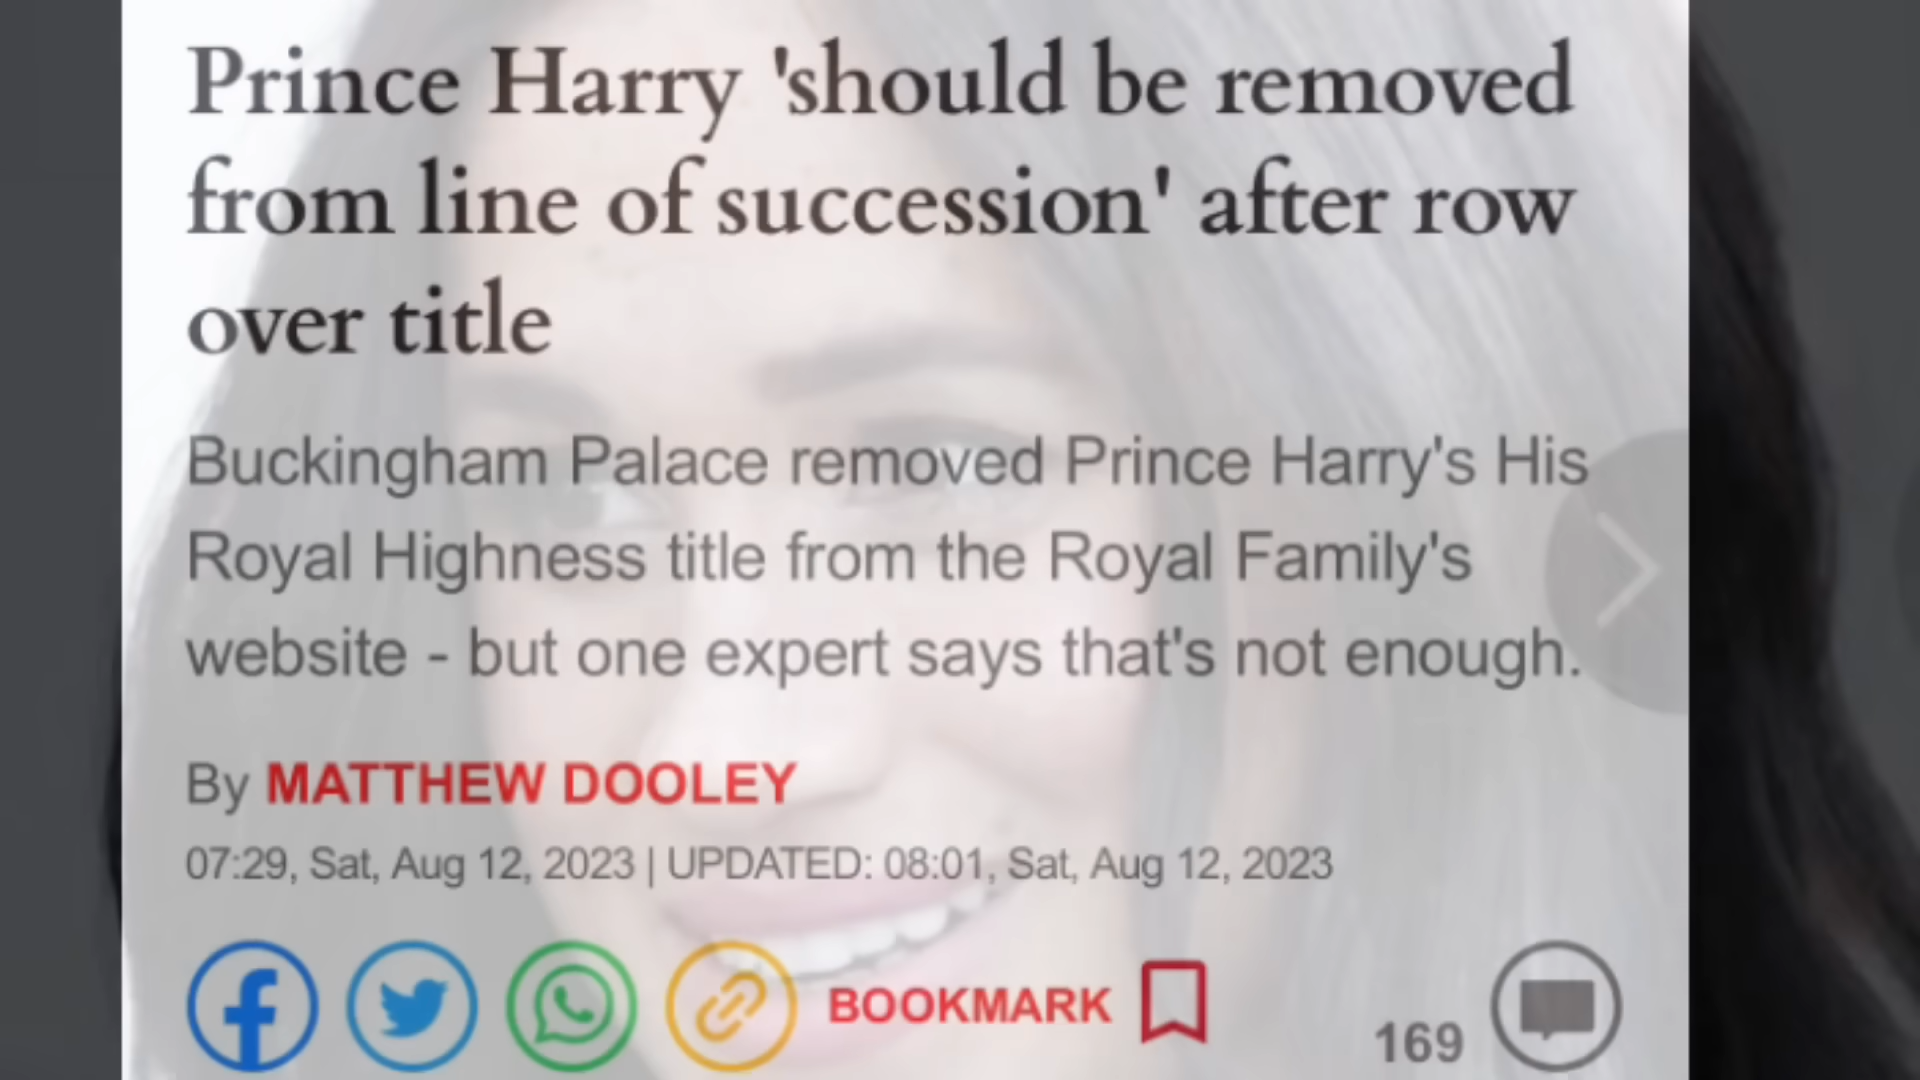 Prince Harry 'should be removed
from line of succession' after row
over title
Buckingham Palace removed Prince Harry's His
Royal Highness title from the Royal Family's
website - but one expert says that's not enough.
By MATTHEW DOOLEY
07:29, Sat, Aug 12, 2023 | UPDATED: 08:01, Sat, Aug 12, 2023
BOOKMARK
169